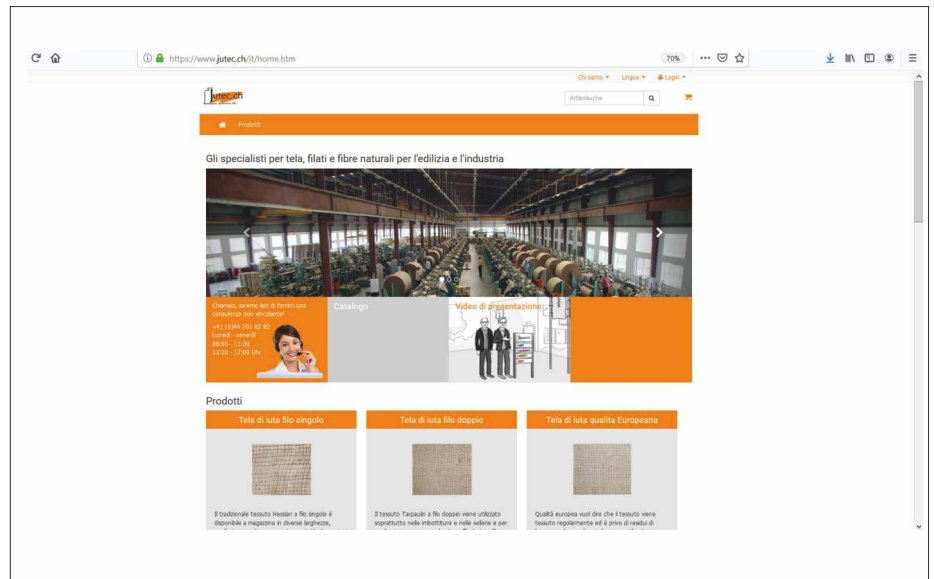 https://www.jutec.ch/it/home.htm
70%
Chi siamo
Lingua
Login
jutec.ch
Artikelsuche
Prodotti
Gli specialisti per tela, filati e fibre naturali per l'edilizia e l'industria
Chiamaci, saremo lieti di fornirti una
consulenza non vincolante!
+41 (0)44 701 82 82
Lunedì - venerdì
08:00 - 11:30
13:30 - 17:00 Uhr
Catalogo
Video di presentazione
Prodotti
Tela di iuta filo singolo
Tela di iuta filo doppio
Tela di iuta qualita Europeana
Il tradizionale tessuto Hessian a filo singolo è
disponibile a magazzino in diverse larghezze,
Il tessuto Tarpaulin a filo doppio viene utilizzato
soprattutto nelle imbottiture e nelle sellerie e per
Qualità europea vuol dire che il tessuto viene
tessuto regolarmente ed è privo di residui di